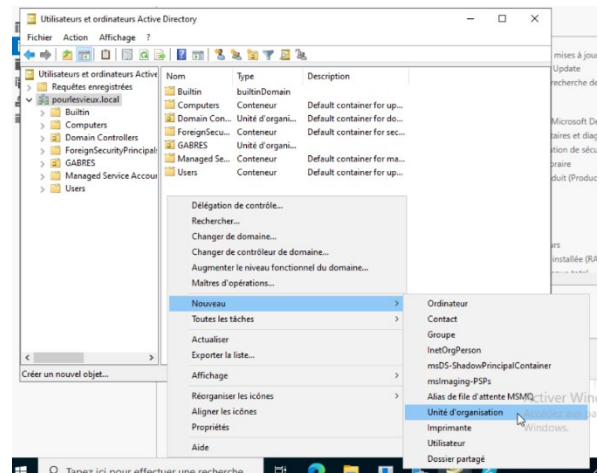 Utilisateurs et ordinateurs Active Directory
Fichier Action Affichage ?
Utilisateurs et ordinateurs Active
Requêtes enregistrées
pourlesvieux.local
Builtin
Computers
Domain Controllers
ForeignSecurityPrincipals
GABRES
Managed Service Accour
Users
Nom Type Description
Builtin builtinDomain
Computers Conteneur Default container for up...
Domain Con... Unité d'organi... Default container for do...
ForeignSecu... Conteneur Default container for sec...
GABRES Unité d'organi...
Managed Se... Conteneur Default container for ma...
Users Conteneur Default container for up...
Délégation de contrôle...
Rechercher...
Changer de domaine...
Changer de contrôleur de domaine...
Augmenter le niveau fonctionnel du domaine...
Maîtres d'opérations...
Nouveau
Toutes les tâches
Actualiser
Exporter la liste...
Affichage
Réorganiser les icônes
Aligner les icônes
Propriétés
Aide
Ordinateur
Contact
Groupe
InetOrgPerson
msDS-ShadowPrincipalContainer
msImaging-PSPs
Alias de file d'attente MSMQ
Unité d'organisation
Imprimante
Utilisateur
Dossier partagé
Créer un nouvel objet...
mises à jour
Update
recherche de
Microsoft De
duit (Produc
installée (RA
Activer Win
Windows.
Tapez ici pour effectuer une recherche